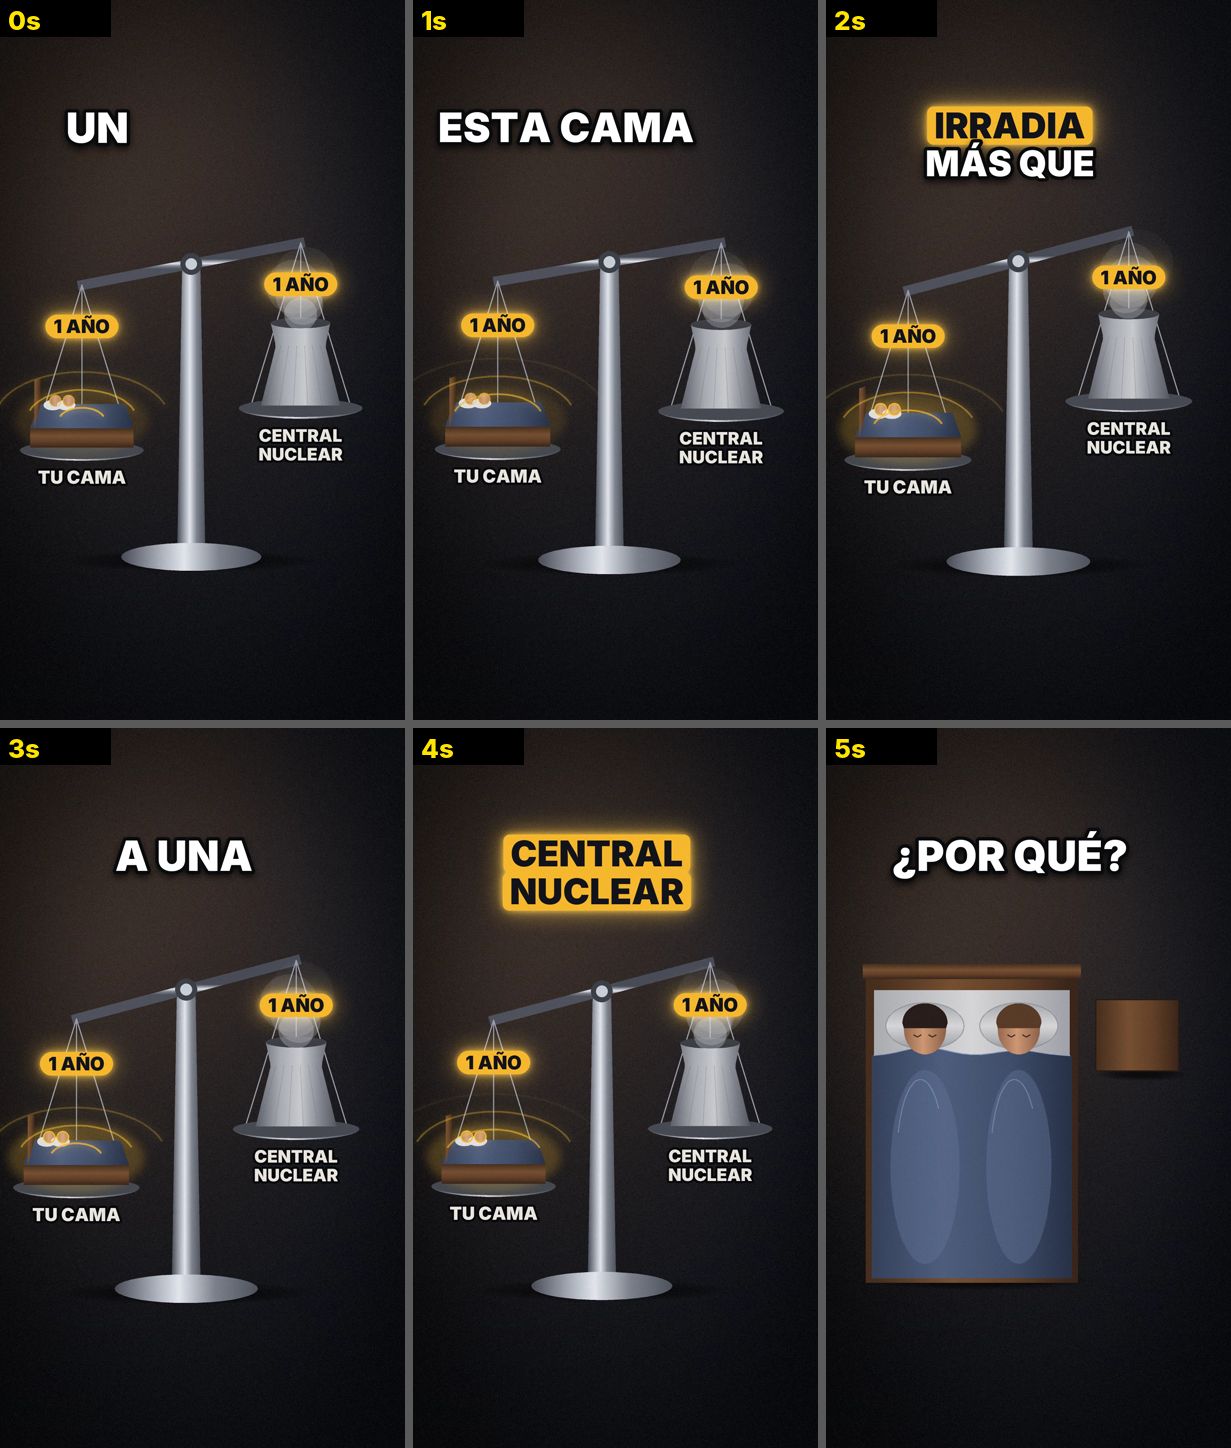 0s
UN
1 AÑO
1 AÑO
CENTRAL
NUCLEAR
TU CAMA
1s
ESTA CAMA
1 AÑO
1 AÑO
CENTRAL
NUCLEAR
TU CAMA
2s
IRRADIA
MÁS QUE
1 AÑO
1 AÑO
CENTRAL
NUCLEAR
TU CAMA
3s
A UNA
1 AÑO
1 AÑO
CENTRAL
NUCLEAR
TU CAMA
4s
CENTRAL
NUCLEAR
1 AÑO
1 AÑO
CENTRAL
NUCLEAR
TU CAMA
5s
¿POR QUÉ?